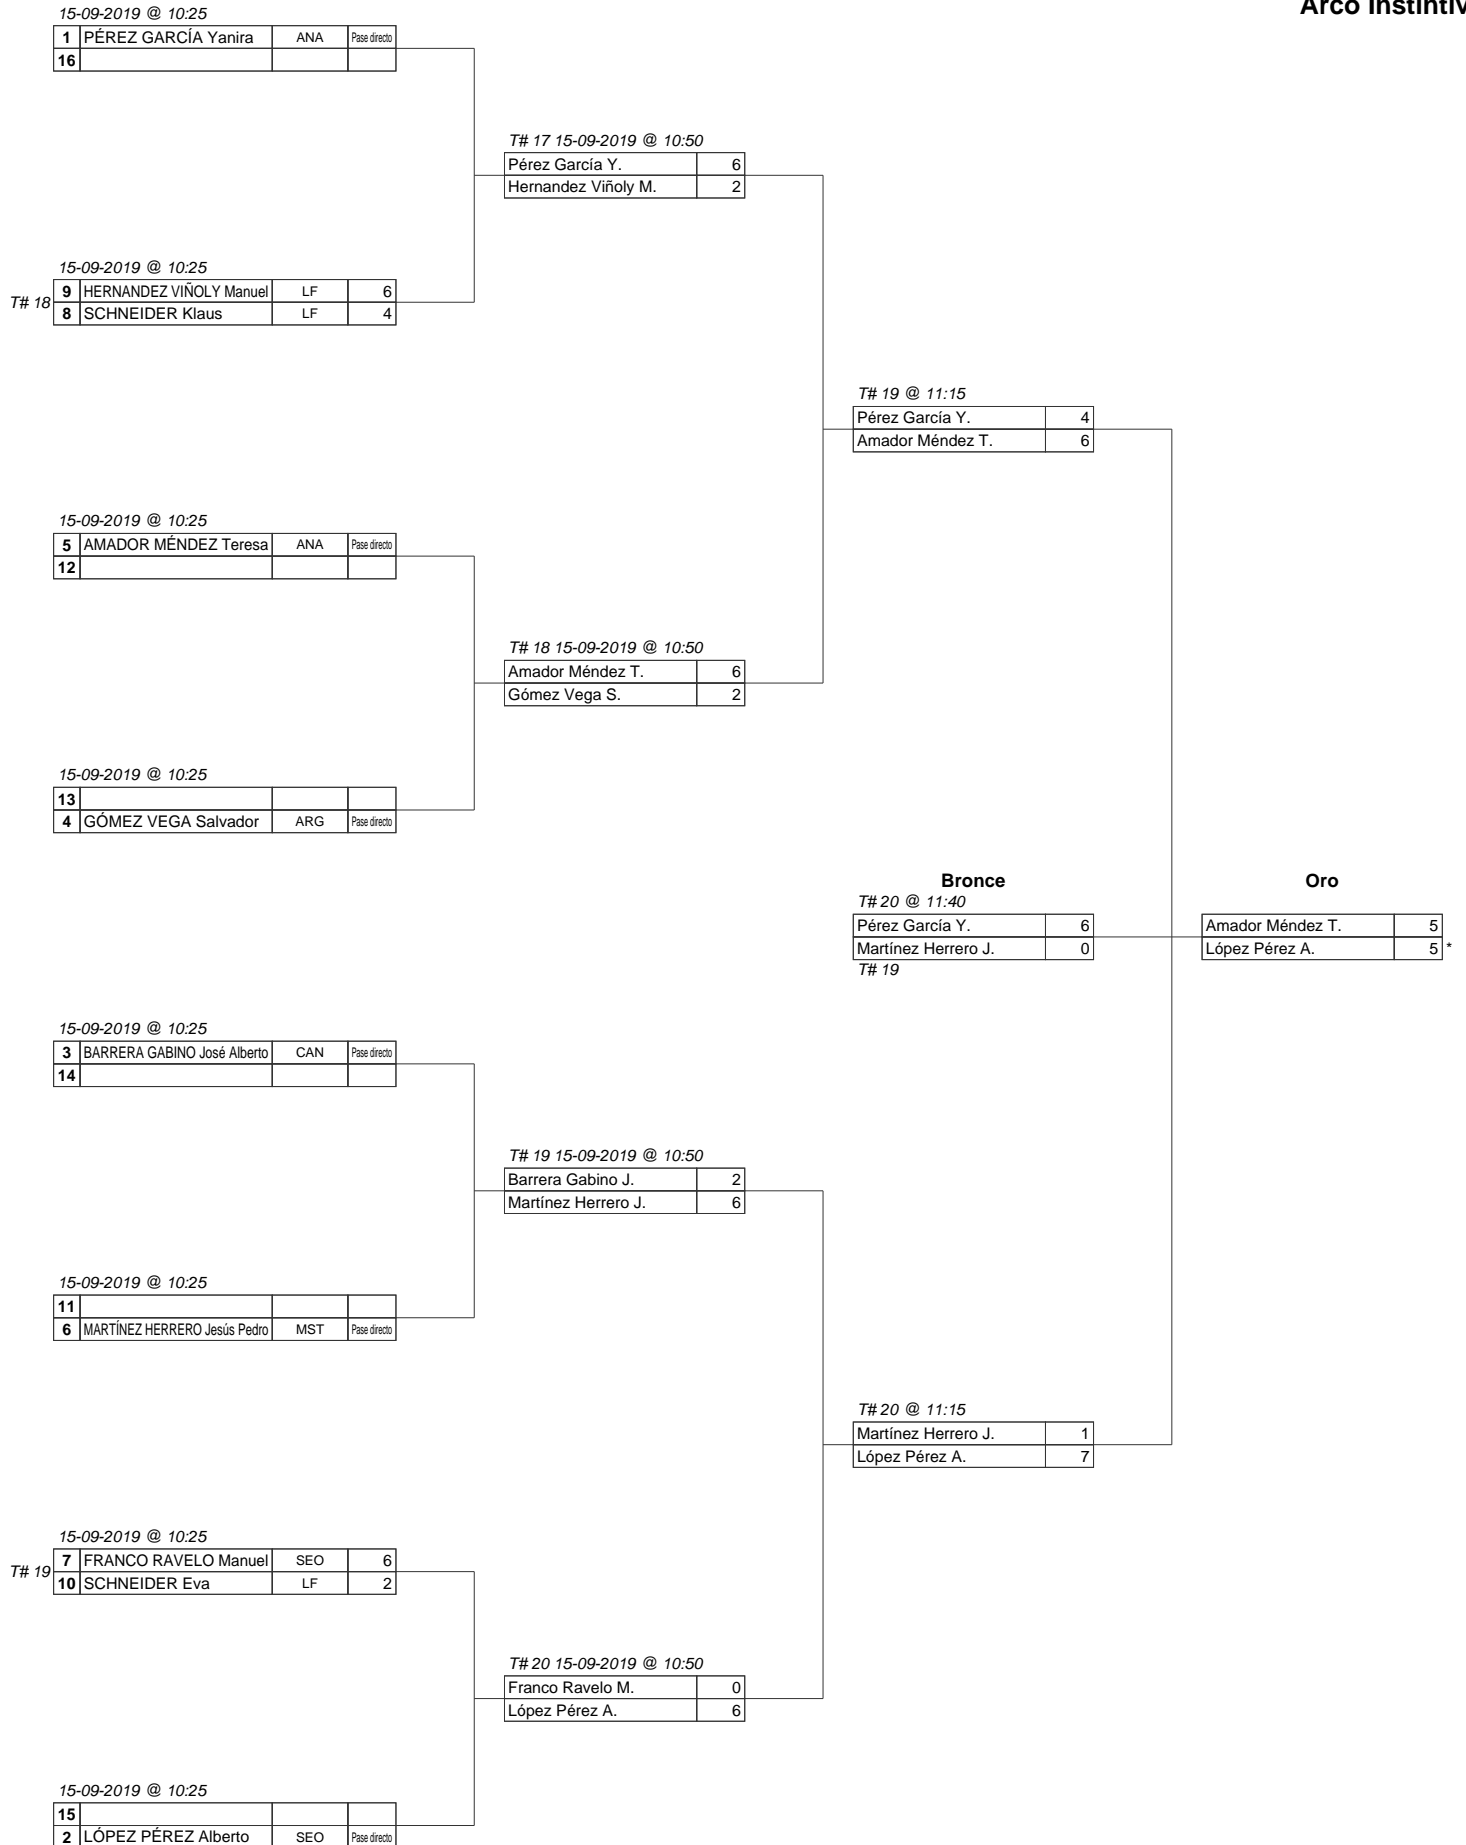 Arco Instintiv
15-09-2019 @ 10:25
1 PÉREZ GARCÍA Yanira ANA Pase directo
16
T# 17 15-09-2019 @ 10:50
Pérez García Y. 6
Hernandez Viñoly M. 2
15-09-2019 @ 10:25
T# 18
9 HERNANDEZ VIÑOLY Manuel LF 6
8 SCHNEIDER Klaus LF 4
T# 19 @ 11:15
Pérez García Y. 4
Amador Méndez T. 6
15-09-2019 @ 10:25
5 AMADOR MÉNDEZ Teresa ANA Pase directo
12
T# 18 15-09-2019 @ 10:50
Amador Méndez T. 6
Gómez Vega S. 2
15-09-2019 @ 10:25
13
4 GÓMEZ VEGA Salvador ARG Pase directo
Bronce
T# 20 @ 11:40
Pérez García Y. 6
Martínez Herrero J. 0
T# 19
Oro
Amador Méndez T. 5
López Pérez A. 5 *
15-09-2019 @ 10:25
3 BARRERA GABINO José Alberto CAN Pase directo
14
T# 19 15-09-2019 @ 10:50
Barrera Gabino J. 2
Martínez Herrero J. 6
15-09-2019 @ 10:25
11
6 MARTÍNEZ HERRERO Jesús Pedro MST Pase directo
T# 20 @ 11:15
Martínez Herrero J. 1
López Pérez A. 7
15-09-2019 @ 10:25
T# 19
7 FRANCO RAVELO Manuel SEO 6
10 SCHNEIDER Eva LF 2
T# 20 15-09-2019 @ 10:50
Franco Ravelo M. 0
López Pérez A. 6
15-09-2019 @ 10:25
15
2 LÓPEZ PÉREZ Alberto SEO Pase directo